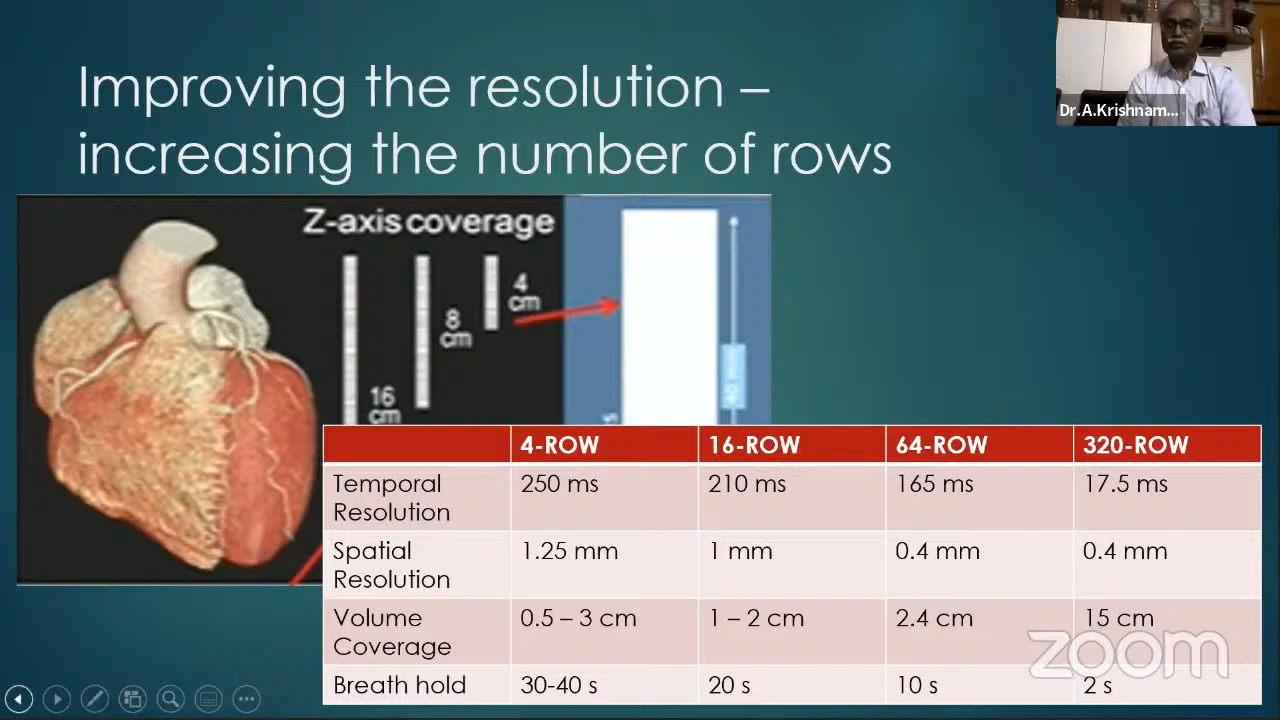 Improving the resolution –
increasing the number of rows
Dr.A.Krishnam...
Z-axis coverage
4
cm
8
cm
16
cm
4-ROW 16-ROW 64-ROW 320-ROW
Temporal Resolution 250 ms 210 ms 165 ms 17.5 ms
Spatial Resolution 1.25 mm 1 mm 0.4 mm 0.4 mm
Volume Coverage 0.5 – 3 cm 1 – 2 cm 2.4 cm 15 cm
Breath hold 30-40 s 20 s 10 s 2 s
zoom